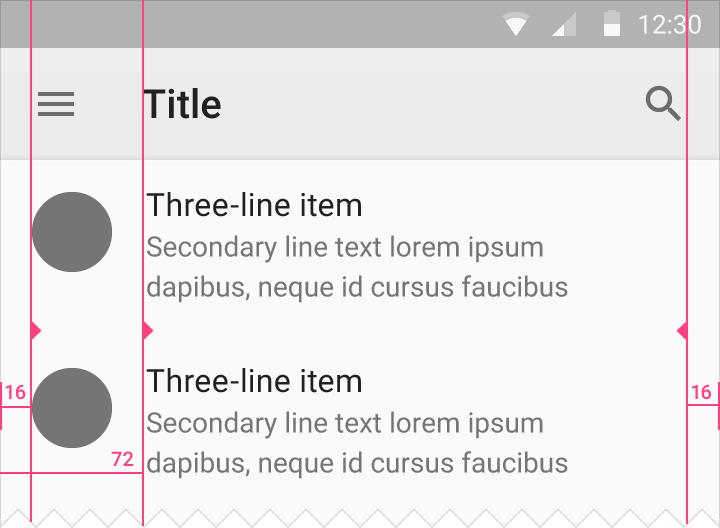 12:30
Title
Three-line item
Secondary line text lorem ipsum
dapibus, neque id cursus faucibus
Three-line item
16
16
Secondary line text lorem ipsum
72
dapibus, neque id cursus faucibus